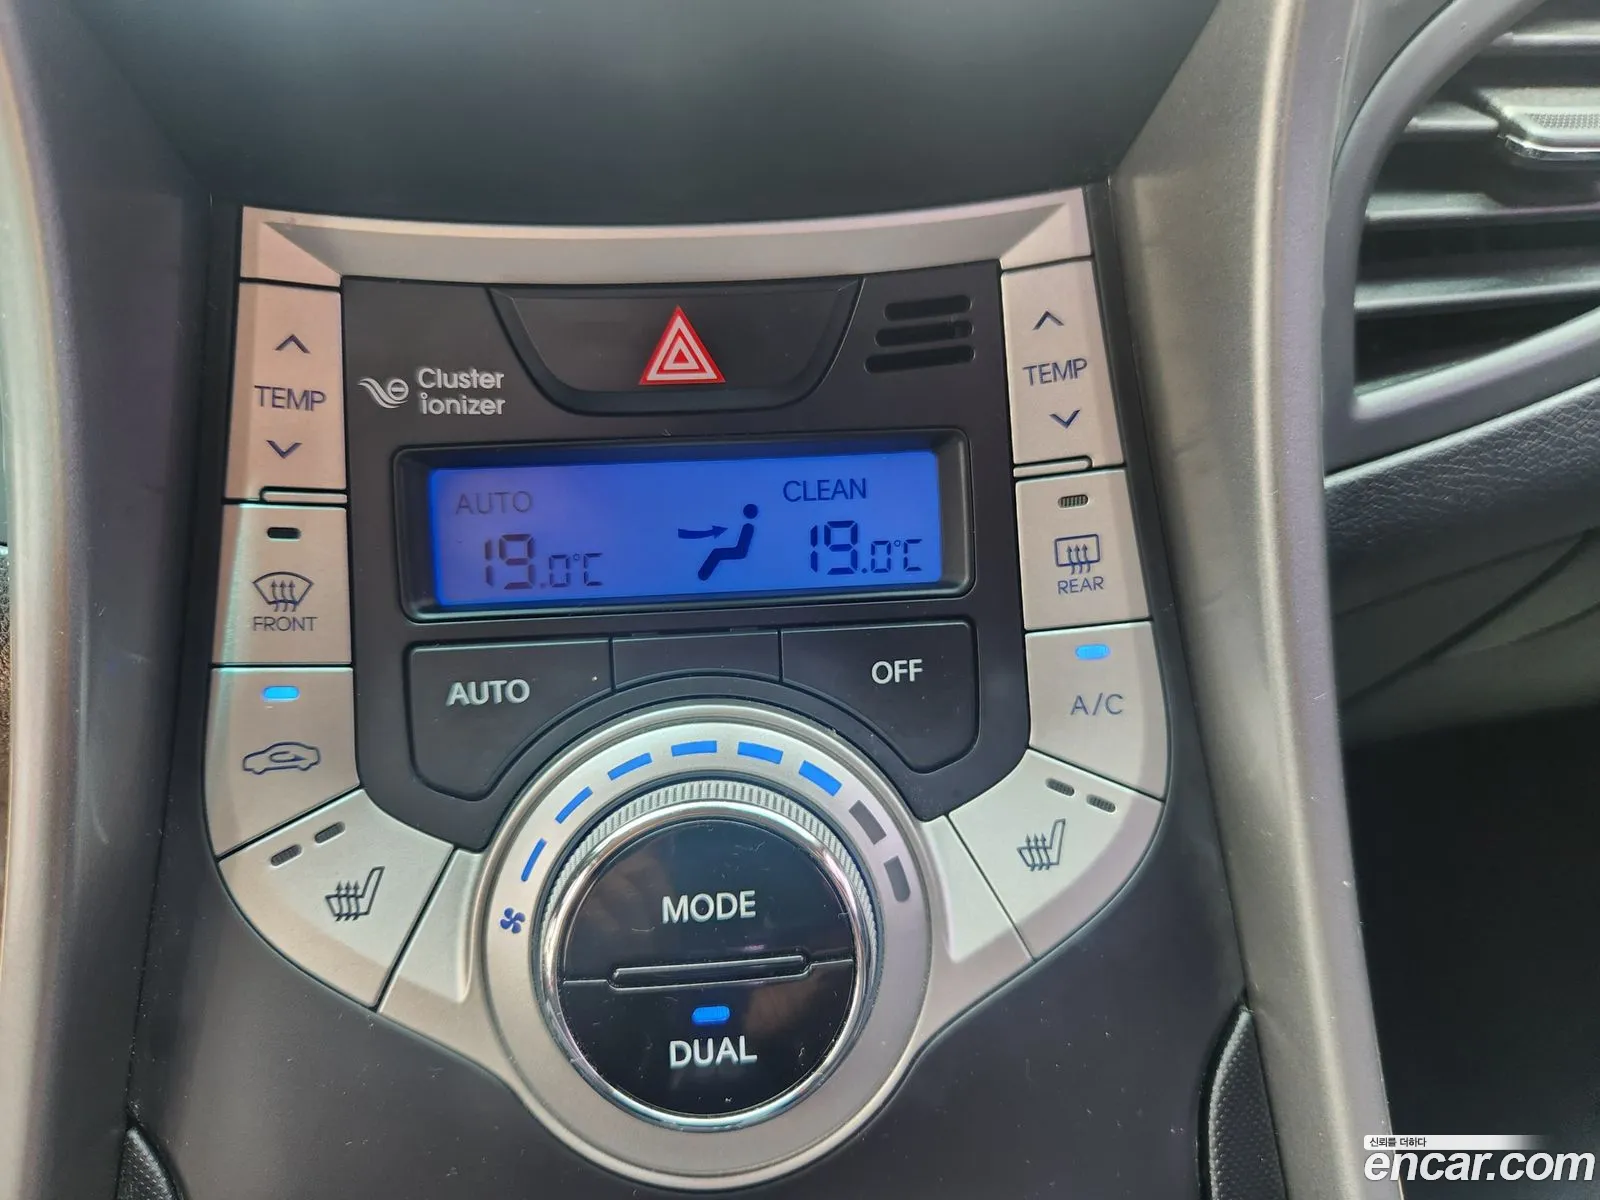 TEMP
TEMP
Cluster
ionizer
AUTO
CLEAN
19.0°C
19.0°C
FRONT
REAR
AUTO
OFF
A/C
MODE
DUAL
신뢰를 더하다
encar.com